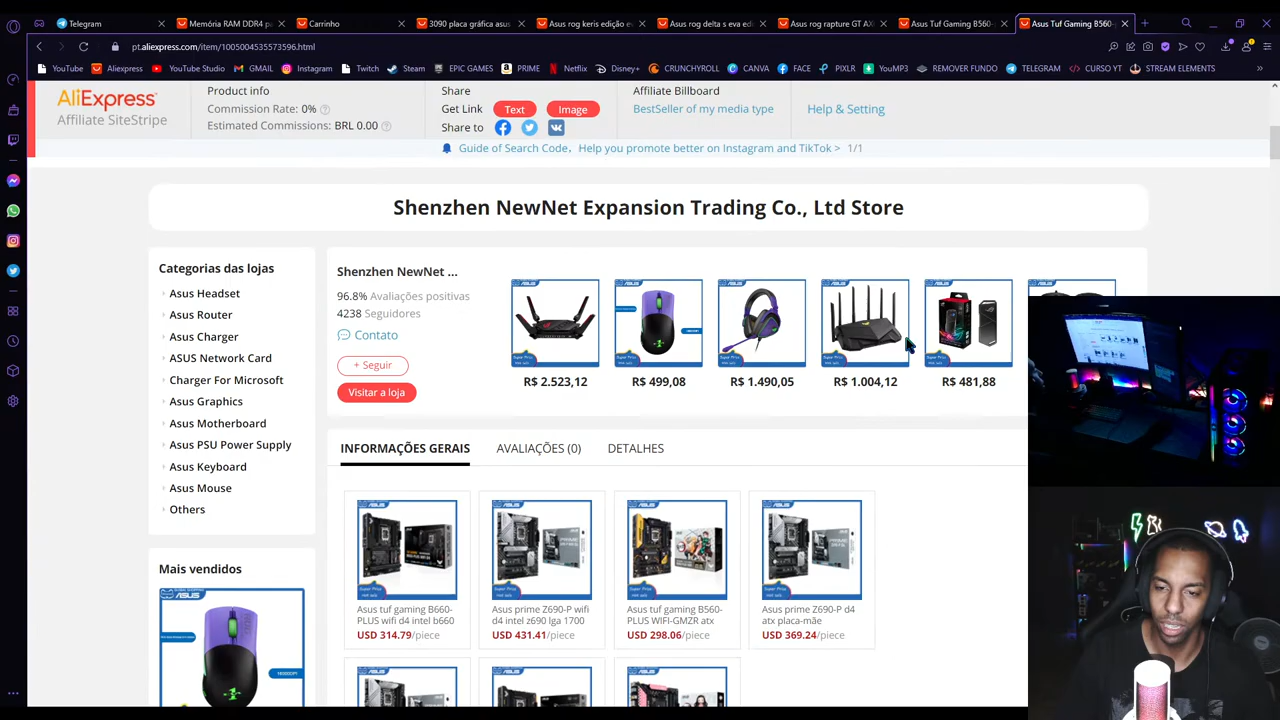 Telegram
Memória RAM DDR4 p
Carrinho
3090 placa gráfica asus
Asus rog keris edição ev
Asus rog delta s eva ed
Asus rog rapture GT AX
Asus Tuf Gaming B560-
Asus Tuf Gaming B560-
pt.aliexpress.com/item/1005004535573596.html
YouTube
Aliexpress
YouTube Studio
GMAIL
Instagram
Twitch
Steam
EPIC GAMES
PRIME
Netflix
Disney+
CRUNCHYROLL
CANVA
FACE
PIXLR
YouMP3
REMOVER FUNDO
TELEGRAM
CURSO YT
STREAM ELEMENTS
AliExpress
Affiliate SiteStripe
Product info
Commission Rate: 0%
Estimated Commissions: BRL 0.00
Share
Get Link Text Image
Share to
Affiliate Billboard
BestSeller of my media type
Help & Setting
Guide of Search Code，Help you promote better on Instagram and TikTok > 1/1
Shenzhen NewNet Expansion Trading Co., Ltd Store
Categorias das lojas
Asus Headset
Asus Router
Asus Charger
ASUS Network Card
Charger For Microsoft
Asus Graphics
Asus Motherboard
Asus PSU Power Supply
Asus Keyboard
Asus Mouse
Others
Mais vendidos
Shenzhen NewNet ...
96.8% Avaliações positivas
4238 Seguidores
Contato
+ Seguir
Visitar a loja
R$ 2.523,12
R$ 499,08
R$ 1.490,05
R$ 1.004,12
R$ 481,88
INFORMAÇÕES GERAIS
AVALIAÇÕES (0)
DETALHES
Asus tuf gaming B660-
PLUS wifi d4 intel b660
USD 314.79/piece
Asus prime Z690-P wifi
d4 intel z690 lga 1700
USD 431.41/piece
Asus tuf gaming B560-
PLUS WIFI-GMZR atx
USD 298.06/piece
Asus prime Z690-P d4
atx placa-mãe
USD 369.24/piece